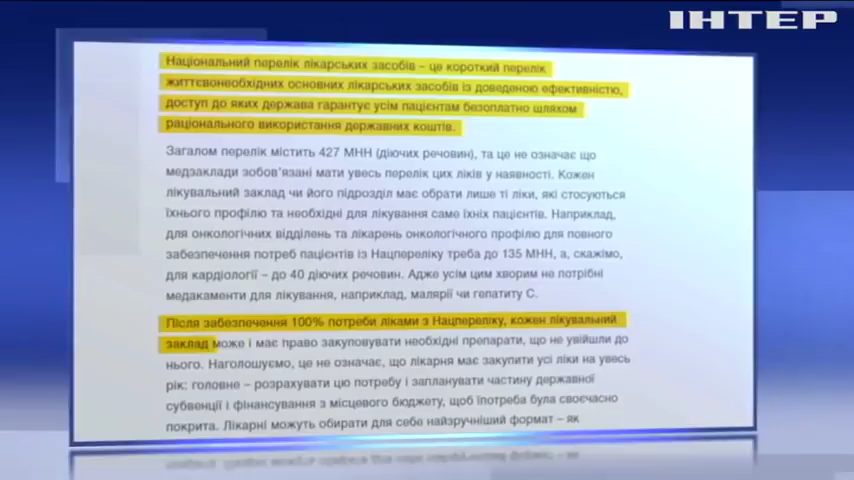 ІНТЕР
Національний перелік лікарських засобів – це короткий перелік
життєвонеобхідних основних лікарських засобів із доведеною ефективністю,
доступ до яких держава гарантує усім пацієнтам безоплатно шляхом
раціонального використання державних коштів.
Загалом перелік містить 427 МНН (діючих речовин), та це не означає що
медзаклади зобов'язані мати увесь перелік цих ліків у наявності. Кожен
лікувальний заклад чи його підрозділ має обрати лише ті ліки, які стосуються
їхнього профілю та необхідні для лікування саме їхніх пацієнтів. Наприклад,
для онкологічних відділень та лікарень онкологічного профілю для повного
забезпечення потреб пацієнтів із Нацпереліку треба до 135 МНН, а, скажімо,
для кардіології – до 40 діючих речовин. Адже усім цим хворим не потрібні
медакаменти для лікування, наприклад, малярії чи гепатиту С.
Після забезпечення 100% потреби ліками з Нацпереліку, кожен лікувальний
заклад може і має право закуповувати необхідні препарати, що не увійшли до
нього. Наголошуємо, це не означає, що лікарня має закупити усі ліки на увесь
рік: головне – розрахувати цю потребу і запланувати частину державної
субвенції і фінансування з місцевого бюджету, щоб їпотреба була своєчасно
покрита. Лікарні можуть обирати для себе найзручніший формат – як